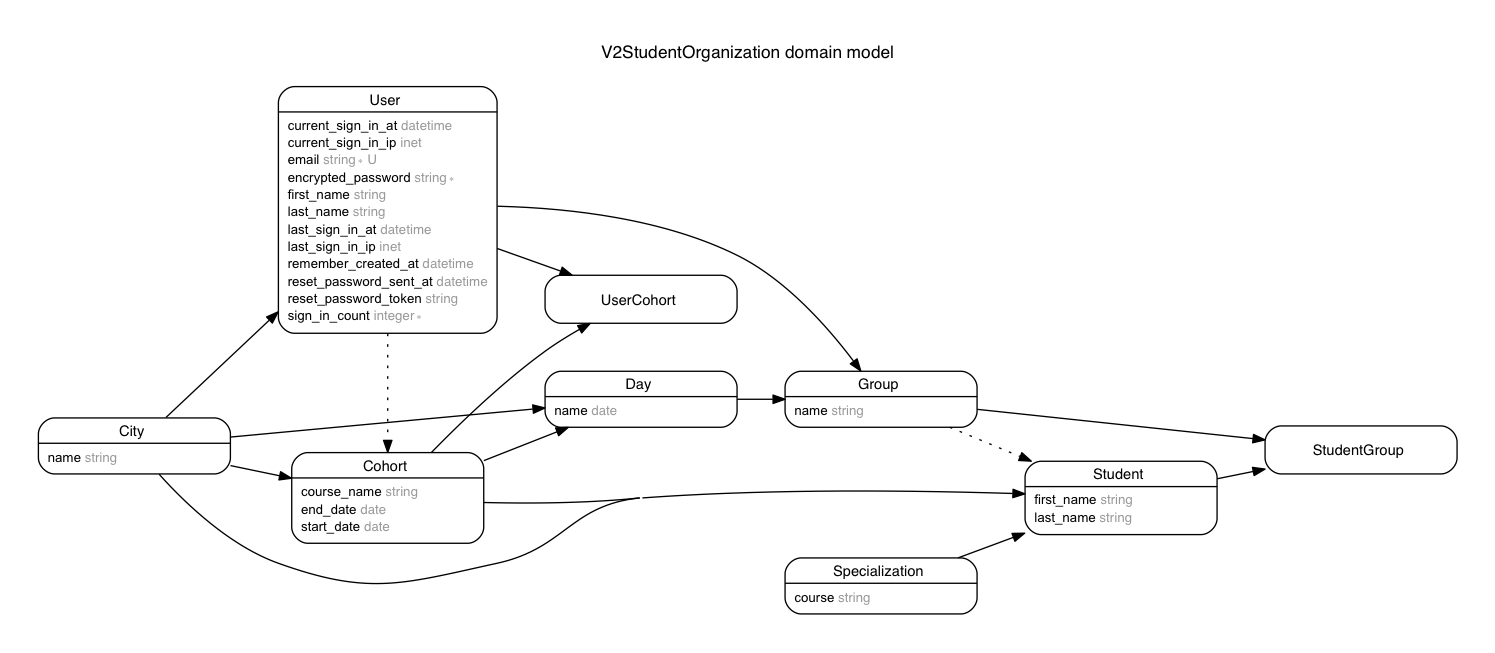 V2StudentOrganization domain model
User
current_sign_in_at datetime
current_sign_in_ip inet
email string * U
encrypted_password string *
first_name string
last_name string
last_sign_in_at datetime
last_sign_in_ip inet
remember_created_at datetime
reset_password_sent_at datetime
reset_password_token string
sign_in_count integer *
UserCohort
Day
name date
Group
name string
City
name string
Cohort
course_name string
end_date date
start_date date
StudentGroup
Student
first_name string
last_name string
Specialization
course string